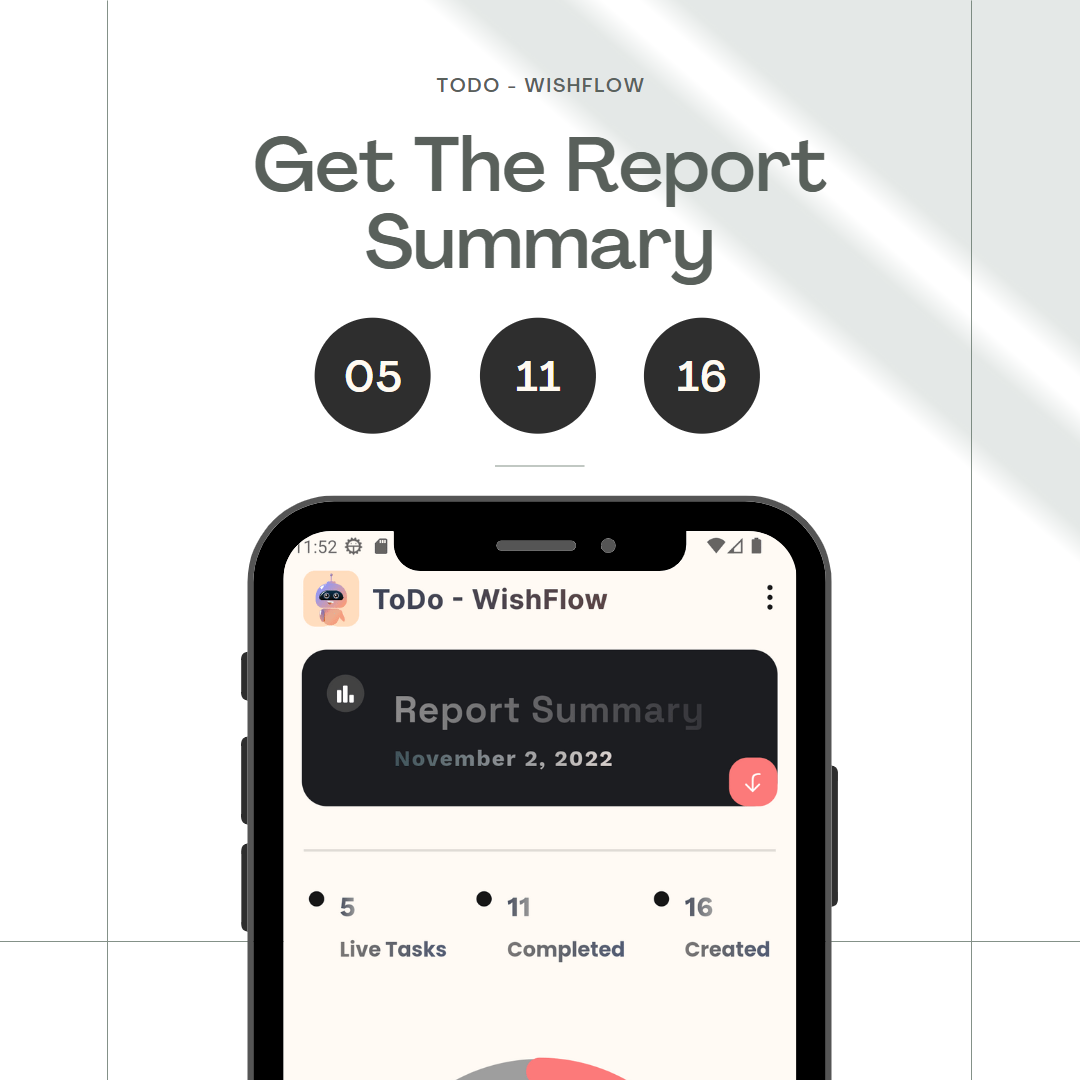 TODO - WISHFLOW
Get The Report
Summary
05 11 16
11:52
ToDo - WishFlow
Report Summary
November 2, 2022
5 11 16
Live Tasks Completed Created